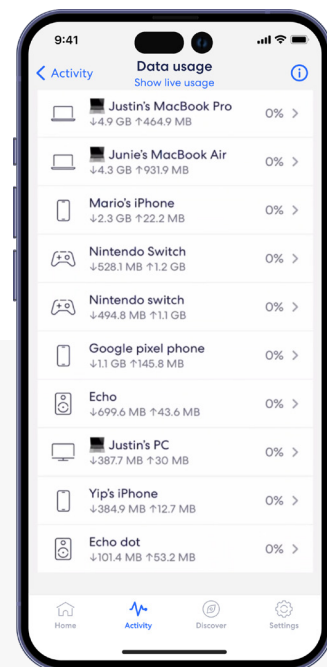 9:41
Activity
Data usage
Show live usage
Justin's MacBook Pro
↓4.9 GB ↑464.9 MB
0%
Junie's MacBook Air
↓4.3 GB ↑931.9 MB
0%
Mario's iPhone
↓2.3 GB ↑22.2 MB
0%
Nintendo Switch
↓528.1 MB ↑1.2 GB
0%
Nintendo switch
↓494.8 MB ↑1.1 GB
0%
Google pixel phone
↓1.1 GB ↑145.8 MB
0%
Echo
↓699.6 MB ↑43.6 MB
0%
Justin's PC
↓387.7 MB ↑30 MB
0%
Yip's iPhone
↓384.9 MB ↑12.7 MB
0%
Echo dot
↓101.4 MB ↑53.2 MB
0%
Home
Activity
Discover
Settings